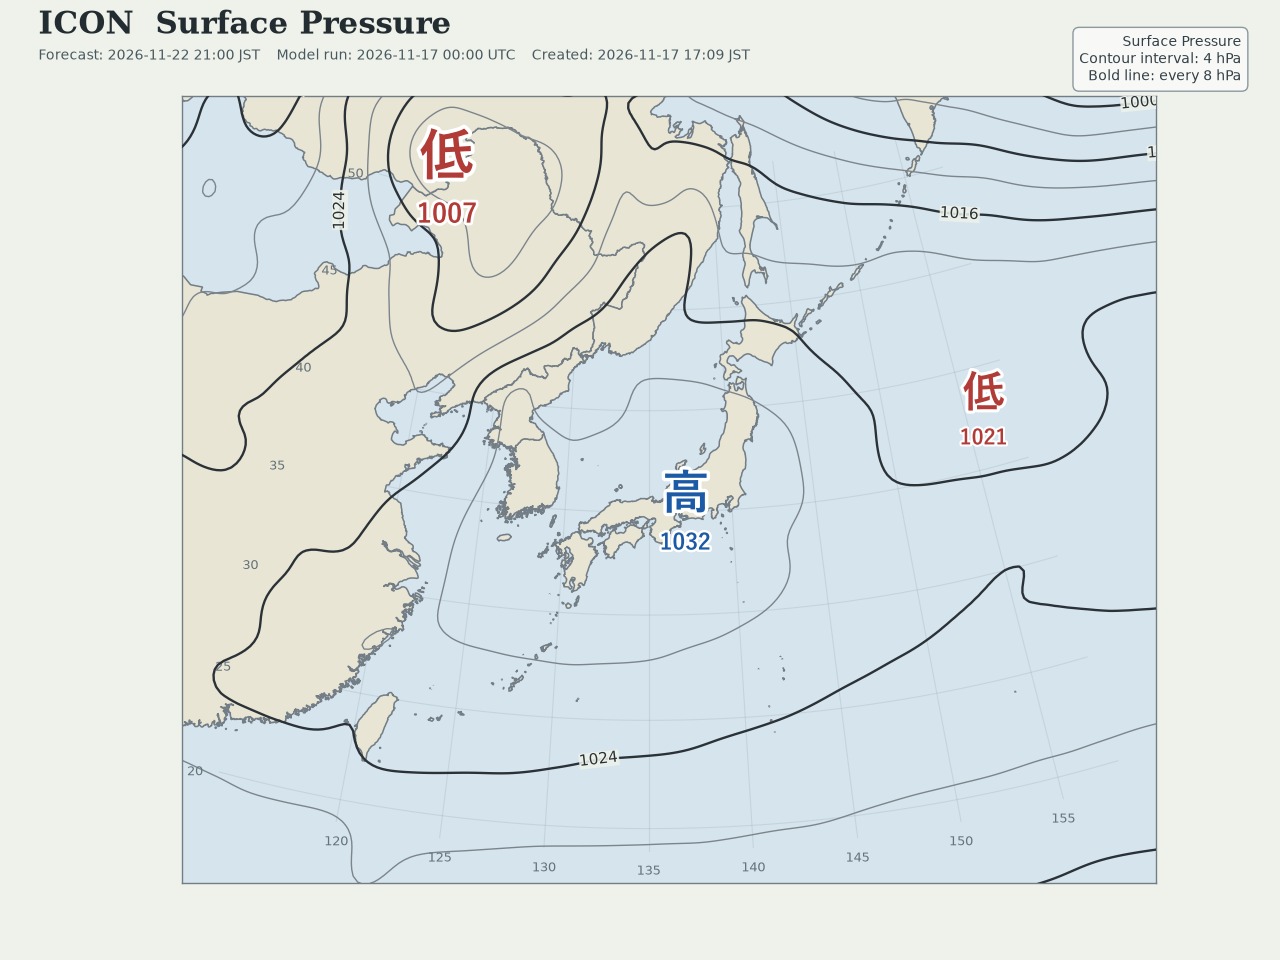 ICON  Surface Pressure
Forecast: 2026-11-22 21:00 JST    Model run: 2026-11-17 00:00 UTC    Created: 2026-11-17 17:09 JST
Surface Pressure
Contour interval: 4 hPa
Bold line: every 8 hPa
1000
1
低
1007
50
1024
1016
45
40
低
1021
35
高
1032
30
25
1024
20
120
125
130
135
140
145
150
155